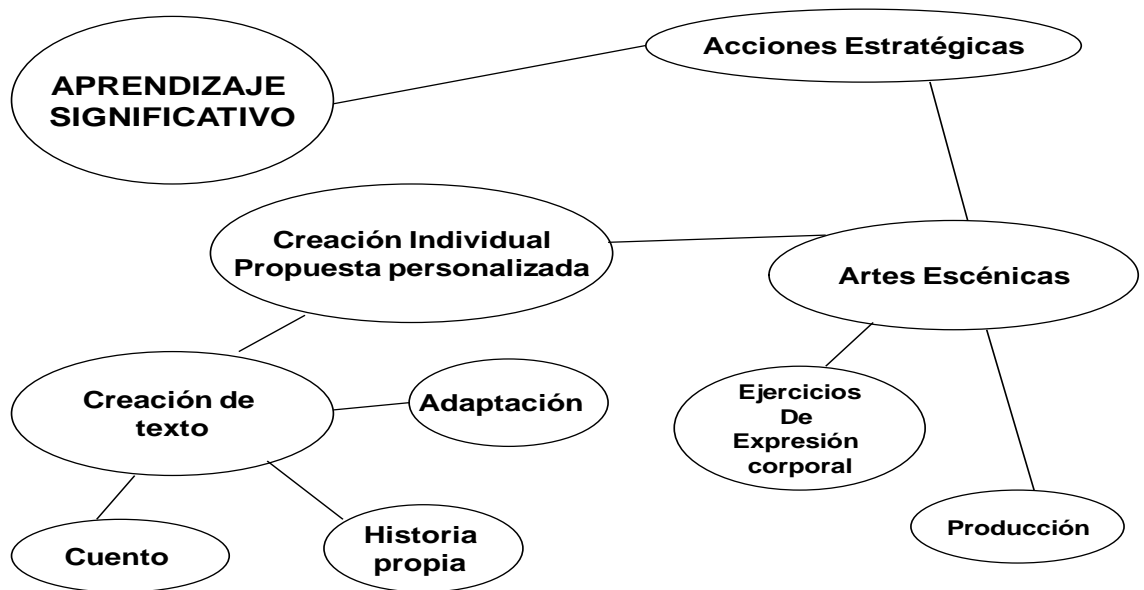 Acciones Estratégicas
APRENDIZAJE
SIGNIFICATIVO
Creación Individual
Propuesta personalizada
Artes Escénicas
Creación de
texto
Adaptación
Ejercicios
De
Expresión
corporal
Cuento
Historia
propia
Producción